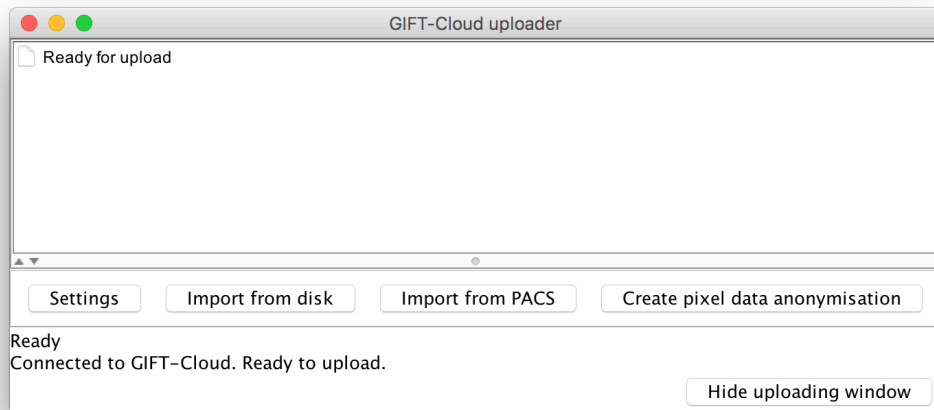 GIFT-Cloud uploader
Ready for upload
Settings Import from disk Import from PACS Create pixel data anonymisation
Ready
Connected to GIFT-Cloud. Ready to upload.
Hide uploading window